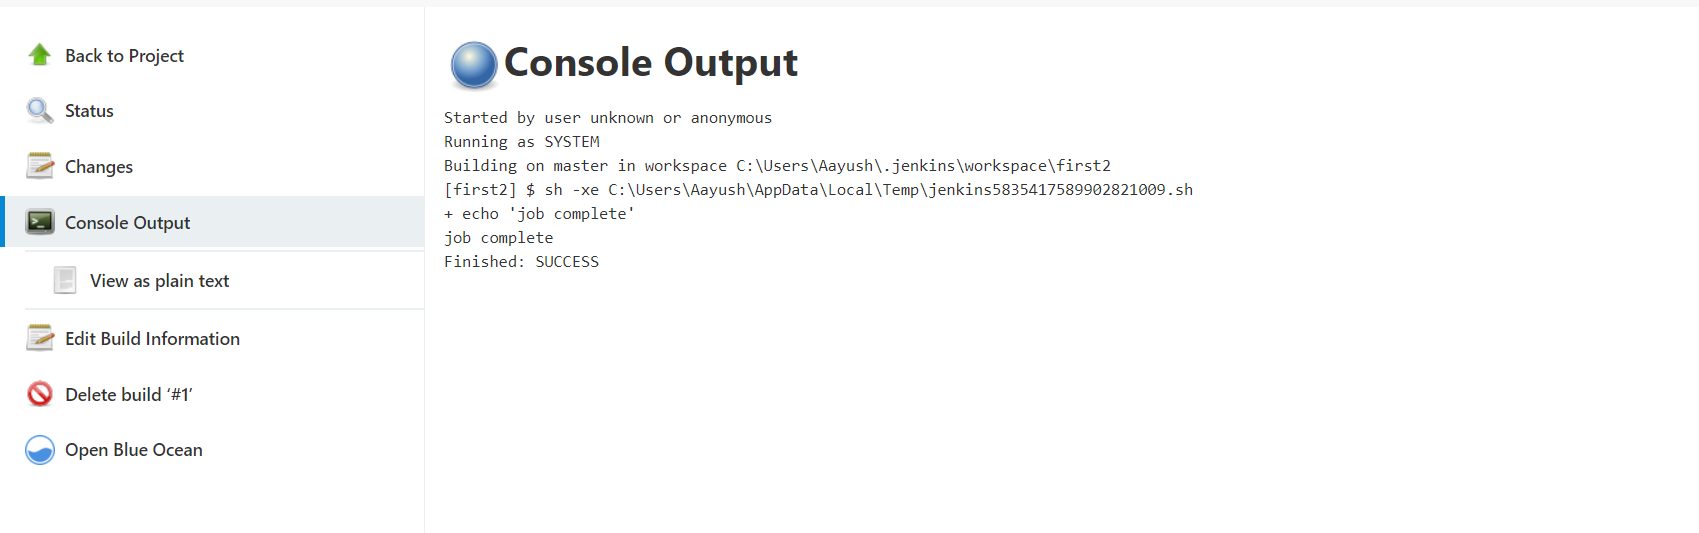 Back to Project
Status
Changes
Console Output
View as plain text
Edit Build Information
Delete build ‘#1’
Open Blue Ocean
Console Output
Started by user unknown or anonymous
Running as SYSTEM
Building on master in workspace C:\Users\Aayush\.jenkins\workspace\first2
[first2] $ sh -xe C:\Users\Aayush\AppData\Local\Temp\jenkins5835417589902821009.sh
+ echo 'job complete'
job complete
Finished: SUCCESS